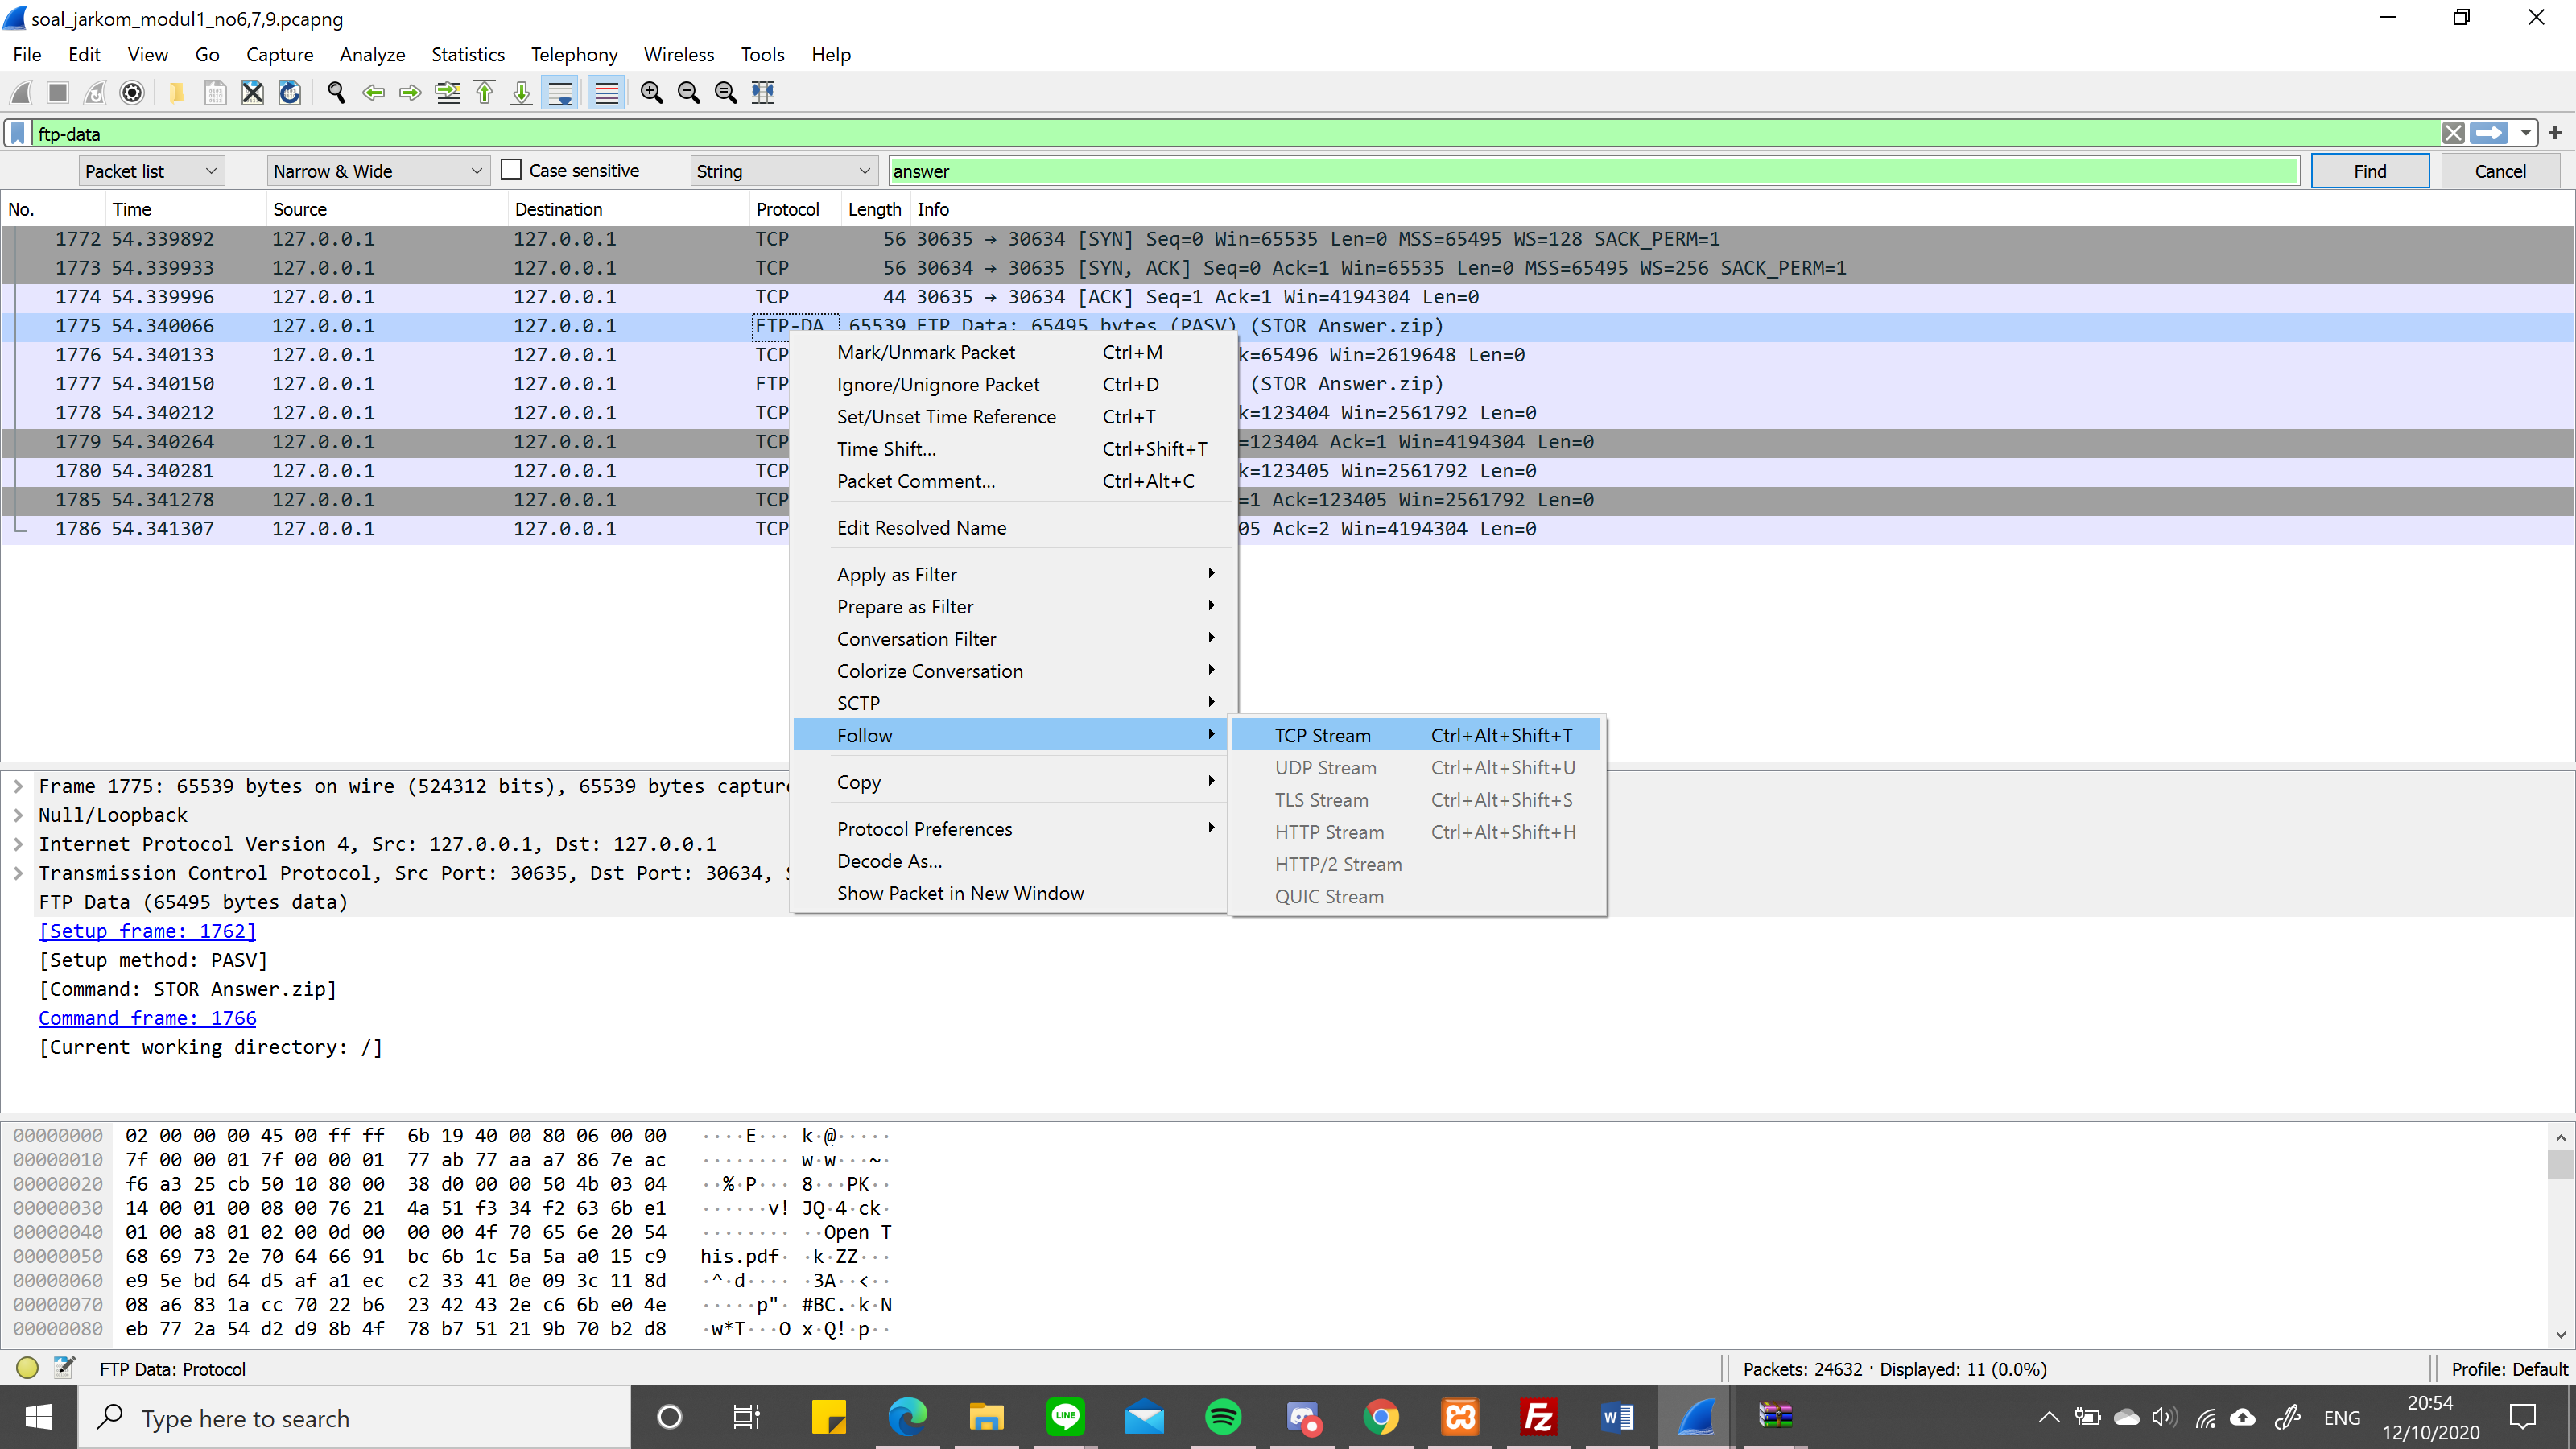 soal_jarkom_modul1_no6,7,9.pcapng
File Edit View Go Capture Analyze Statistics Telephony Wireless Tools Help
ftp-data
Packet list Narrow & Wide Case sensitive String answer Find Cancel
No. Time Source Destination Protocol Length Info
1772 54.339892 127.0.0.1 127.0.0.1 TCP 56 30635 → 30634 [SYN] Seq=0 Win=65535 Len=0 MSS=65495 WS=128 SACK_PERM=1
1773 54.339933 127.0.0.1 127.0.0.1 TCP 56 30634 → 30635 [SYN, ACK] Seq=0 Ack=1 Win=65535 Len=0 MSS=65495 WS=256 SACK_PERM=1
1774 54.339996 127.0.0.1 127.0.0.1 TCP 44 30635 → 30634 [ACK] Seq=1 Ack=1 Win=4194304 Len=0
1775 54.340066 127.0.0.1 127.0.0.1 FTP-DA… 65539 FTP Data: 65495 bytes (PASV) (STOR Answer.zip)
1776 54.340133 127.0.0.1 127.0.0.1 TCP k=65496 Win=2619648 Len=0
1777 54.340150 127.0.0.1 127.0.0.1 FTP (STOR Answer.zip)
1778 54.340212 127.0.0.1 127.0.0.1 TCP k=123404 Win=2561792 Len=0
1779 54.340264 127.0.0.1 127.0.0.1 TCP =123404 Ack=1 Win=4194304 Len=0
1780 54.340281 127.0.0.1 127.0.0.1 TCP k=123405 Win=2561792 Len=0
1785 54.341278 127.0.0.1 127.0.0.1 TCP =1 Ack=123405 Win=2561792 Len=0
1786 54.341307 127.0.0.1 127.0.0.1 TCP 05 Ack=2 Win=4194304 Len=0
Mark/Unmark Packet Ctrl+M
Ignore/Unignore Packet Ctrl+D
Set/Unset Time Reference Ctrl+T
Time Shift... Ctrl+Shift+T
Packet Comment... Ctrl+Alt+C
Edit Resolved Name
Apply as Filter
Prepare as Filter
Conversation Filter
Colorize Conversation
SCTP
Follow
Copy
Protocol Preferences
Decode As...
Show Packet in New Window
TCP Stream Ctrl+Alt+Shift+T
UDP Stream Ctrl+Alt+Shift+U
TLS Stream Ctrl+Alt+Shift+S
HTTP Stream Ctrl+Alt+Shift+H
HTTP/2 Stream
QUIC Stream
Frame 1775: 65539 bytes on wire (524312 bits), 65539 bytes capture
Null/Loopback
Internet Protocol Version 4, Src: 127.0.0.1, Dst: 127.0.0.1
Transmission Control Protocol, Src Port: 30635, Dst Port: 30634, S
FTP Data (65495 bytes data)
[Setup frame: 1762]
[Setup method: PASV]
[Command: STOR Answer.zip]
Command frame: 1766
[Current working directory: /]
00000000 02 00 00 00 45 00 ff ff 6b 19 40 00 80 06 00 00 ····E··· k·@·····
00000010 7f 00 00 01 7f 00 00 01 77 ab 77 aa a7 86 7e ac ········ w·w···~·
00000020 f6 a3 25 cb 50 10 80 00 38 d0 00 00 50 4b 03 04 ··%·P··· 8···PK··
00000030 14 00 01 00 08 00 76 21 4a 51 f3 34 f2 63 6b e1 ······v! JQ·4·ck·
00000040 01 00 a8 01 02 00 0d 00 00 00 4f 70 65 6e 20 54 ········ ··Open T
00000050 68 69 73 2e 70 64 66 91 bc 6b 1c 5a 5a a0 15 c9 his.pdf· ·k·ZZ···
00000060 e9 5e bd 64 d5 af a1 ec c2 33 41 0e 09 3c 11 8d ·^·d···· ·3A··<··
00000070 08 a6 83 1a cc 70 22 b6 23 42 43 2e c6 6b e0 4e ·····p"· #BC.·k·N
00000080 eb 77 2a 54 d2 d9 8b 4f 78 b7 51 21 9b 70 b2 d8 ·w*T···O x·Q!·p··
FTP Data: Protocol Packets: 24632 · Displayed: 11 (0.0%) Profile: Default
Type here to search LINE Fz W ENG 20:54
12/10/2020